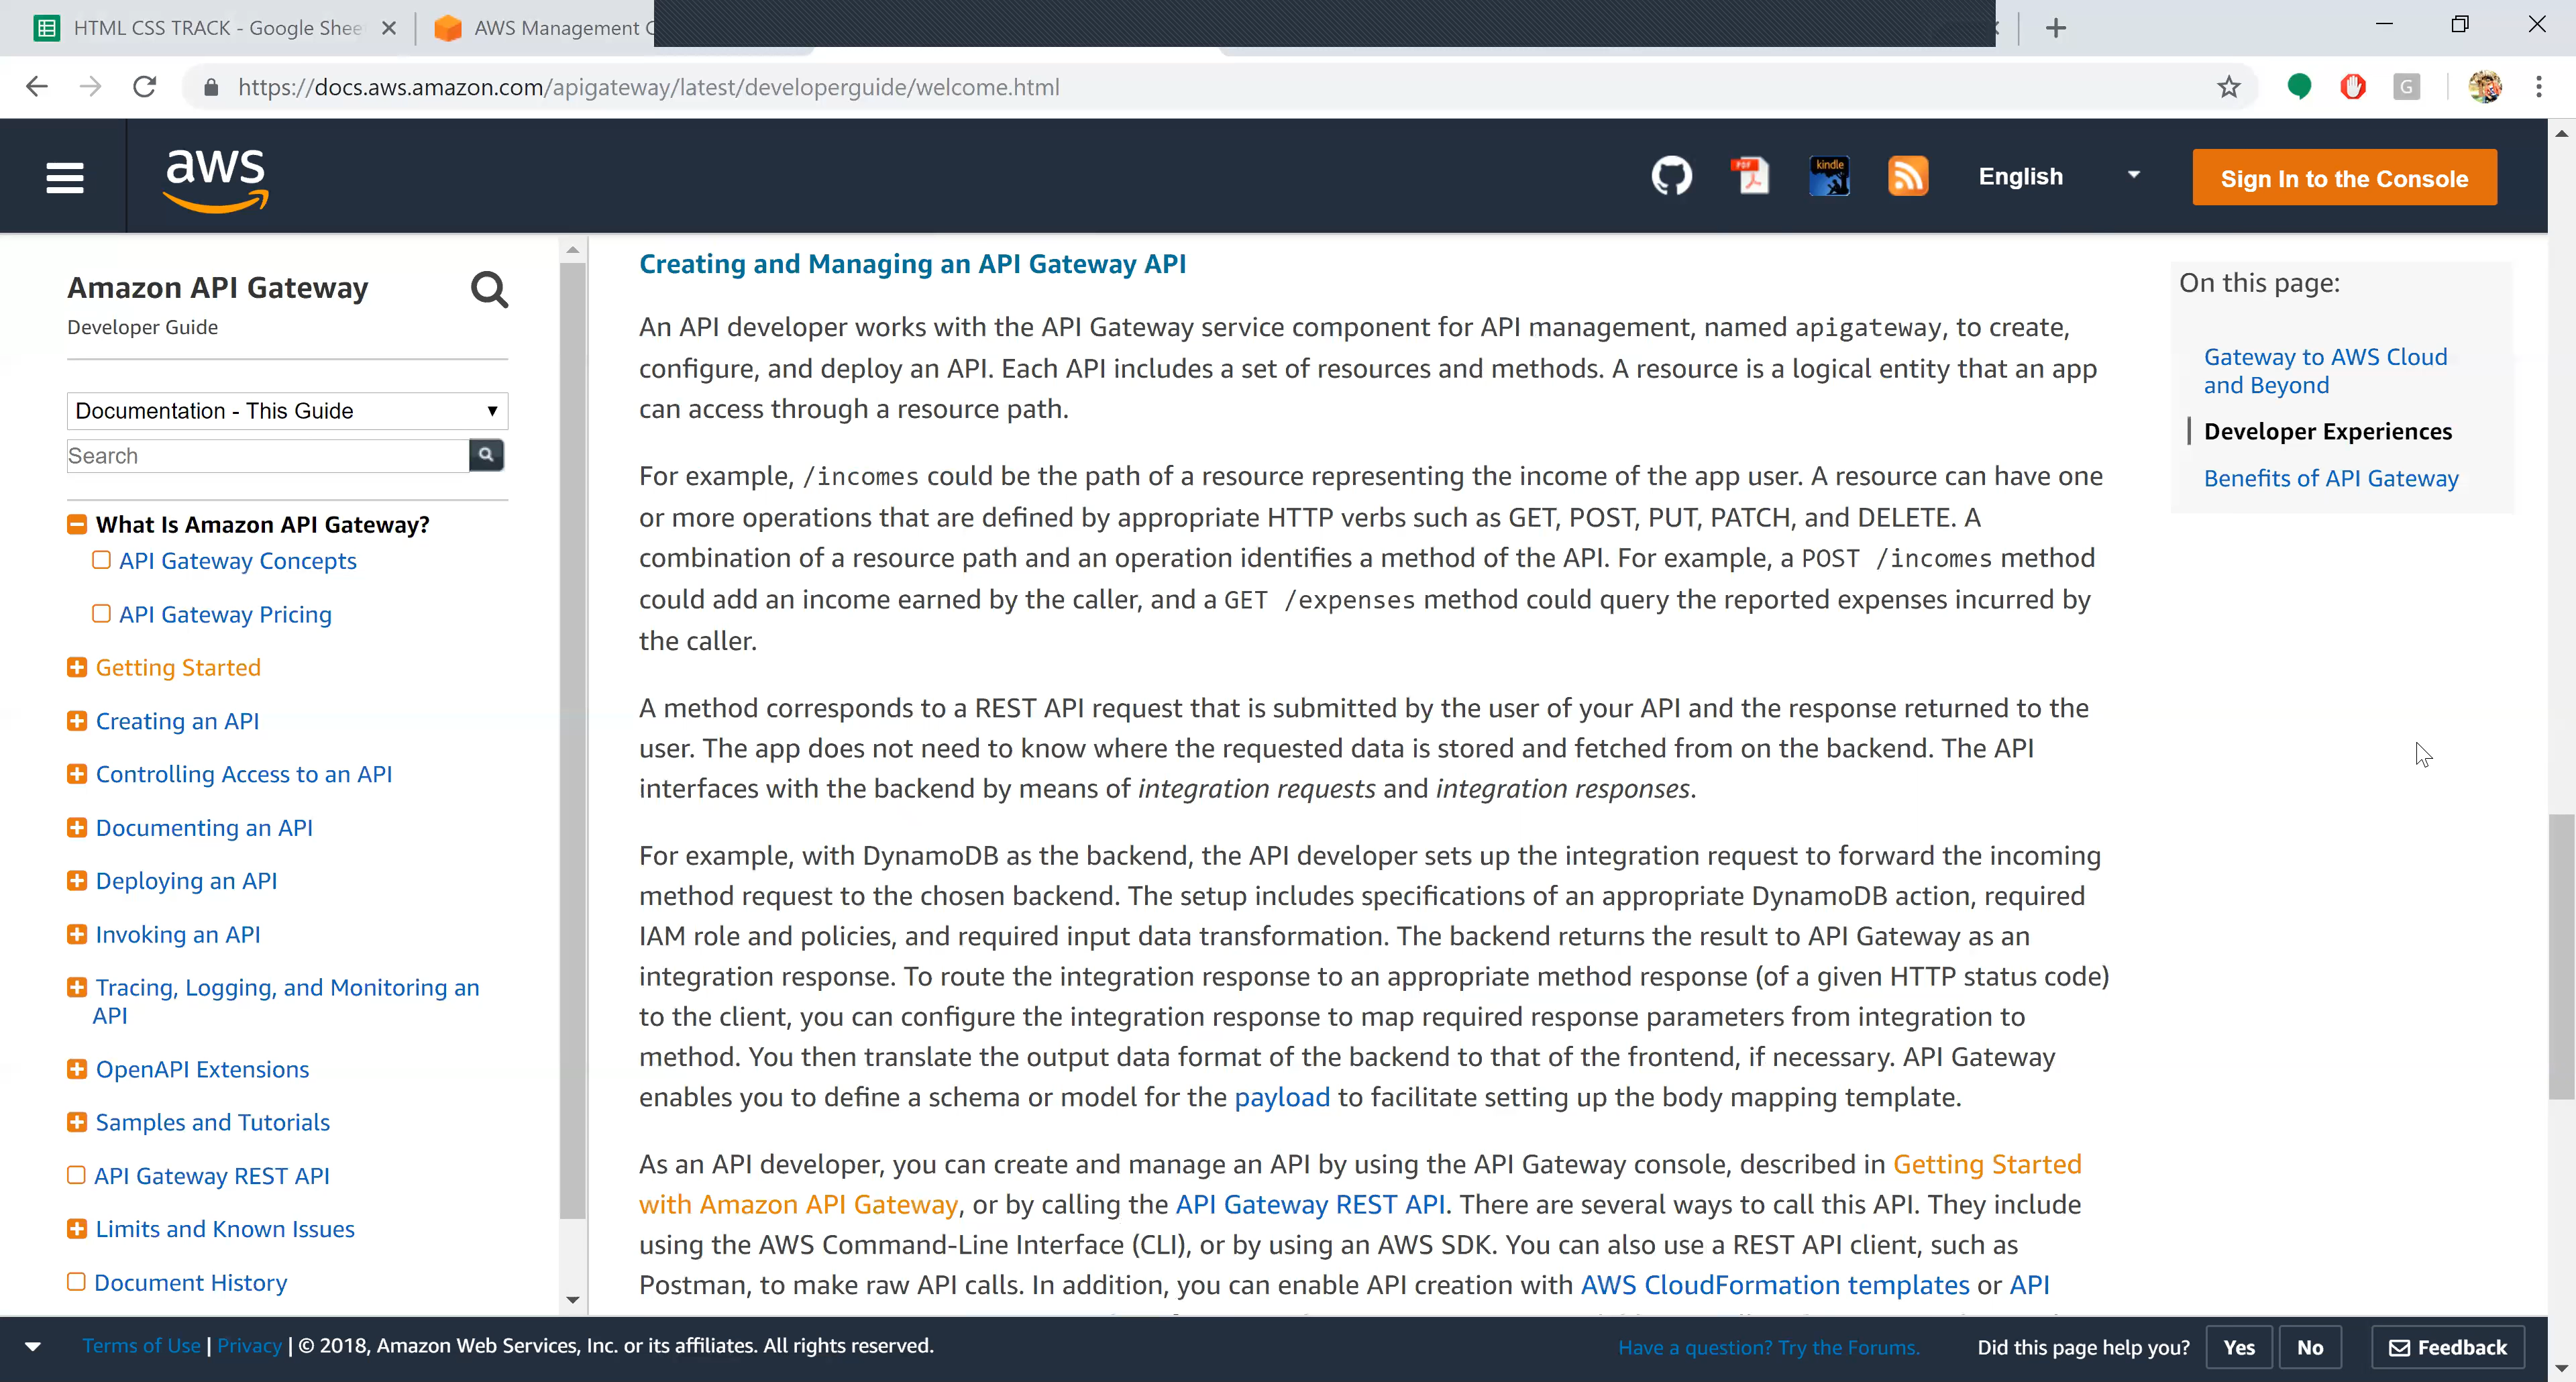 HTML CSS TRACK - Google Shee
AWS Management
https://docs.aws.amazon.com/apigateway/latest/developerguide/welcome.html
G
aws
PDF
kindle
English
Sign In to the Console
Amazon API Gateway
Developer Guide
Documentation - This Guide
Search
What Is Amazon API Gateway?
API Gateway Concepts
API Gateway Pricing
Getting Started
Creating an API
Controlling Access to an API
Documenting an API
Deploying an API
Invoking an API
Tracing, Logging, and Monitoring an
API
OpenAPI Extensions
Samples and Tutorials
API Gateway REST API
Limits and Known Issues
Document History
Creating and Managing an API Gateway API
An API developer works with the API Gateway service component for API management, named apigateway, to create,
configure, and deploy an API. Each API includes a set of resources and methods. A resource is a logical entity that an app
can access through a resource path.
For example, /incomes could be the path of a resource representing the income of the app user. A resource can have one
or more operations that are defined by appropriate HTTP verbs such as GET, POST, PUT, PATCH, and DELETE. A
combination of a resource path and an operation identifies a method of the API. For example, a POST /incomes method
could add an income earned by the caller, and a GET /expenses method could query the reported expenses incurred by
the caller.
A method corresponds to a REST API request that is submitted by the user of your API and the response returned to the
user. The app does not need to know where the requested data is stored and fetched from on the backend. The API
interfaces with the backend by means of integration requests and integration responses.
For example, with DynamoDB as the backend, the API developer sets up the integration request to forward the incoming
method request to the chosen backend. The setup includes specifications of an appropriate DynamoDB action, required
IAM role and policies, and required input data transformation. The backend returns the result to API Gateway as an
integration response. To route the integration response to an appropriate method response (of a given HTTP status code)
to the client, you can configure the integration response to map required response parameters from integration to
method. You then translate the output data format of the backend to that of the frontend, if necessary. API Gateway
enables you to define a schema or model for the payload to facilitate setting up the body mapping template.
As an API developer, you can create and manage an API by using the API Gateway console, described in Getting Started
with Amazon API Gateway, or by calling the API Gateway REST API. There are several ways to call this API. They include
using the AWS Command-Line Interface (CLI), or by using an AWS SDK. You can also use a REST API client, such as
Postman, to make raw API calls. In addition, you can enable API creation with AWS CloudFormation templates or API
On this page:
Gateway to AWS Cloud
and Beyond
Developer Experiences
Benefits of API Gateway
Terms of Use | Privacy | © 2018, Amazon Web Services, Inc. or its affiliates. All rights reserved.
Have a question? Try the Forums.
Did this page help you?
Yes
No
Feedback